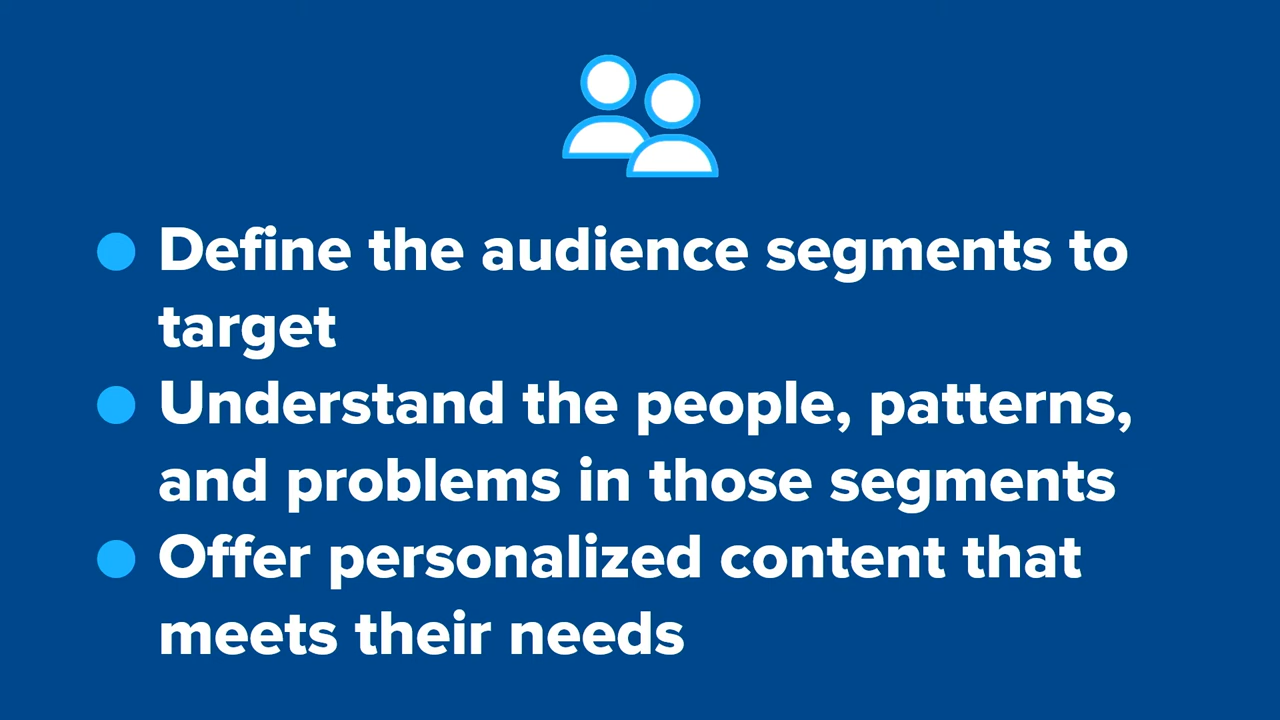 Define the audience segments to
target
Understand the people, patterns,
and problems in those segments
Offer personalized content that
meets their needs